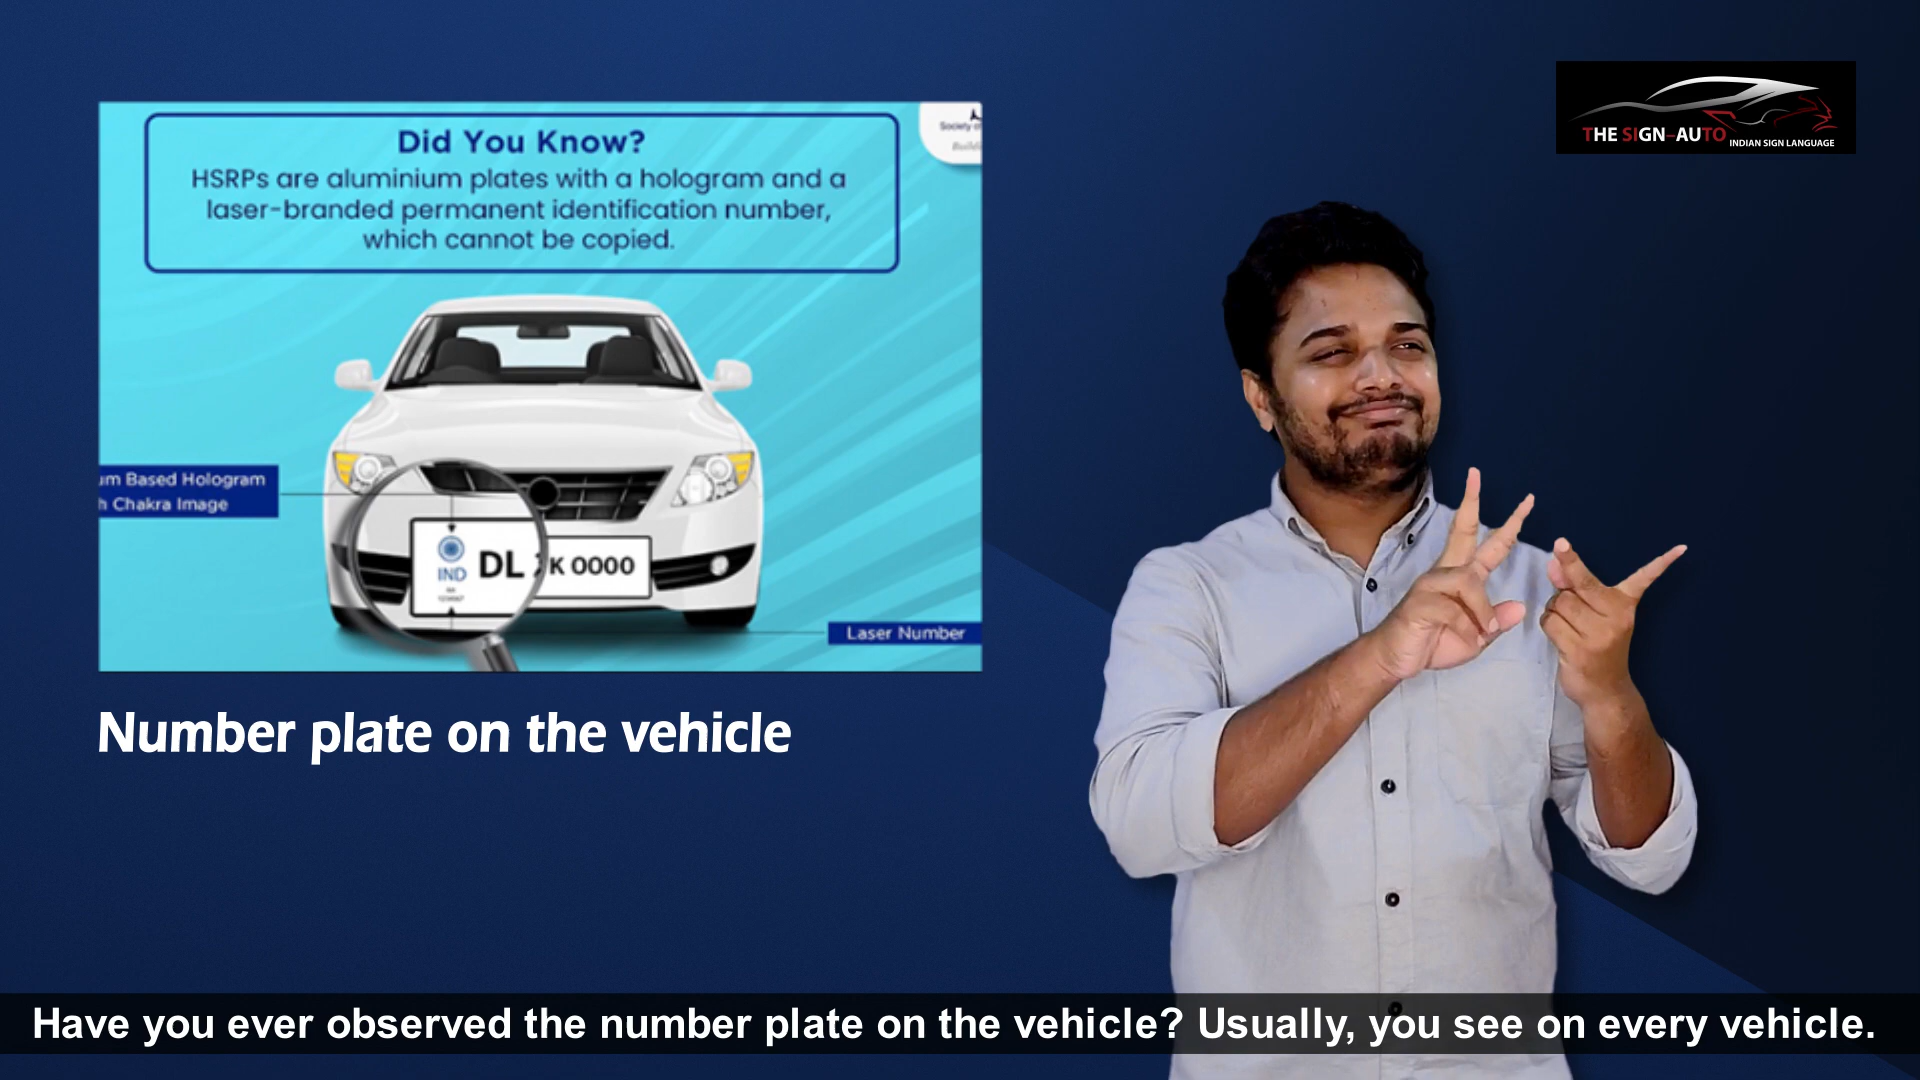 Did You Know?
HSRPs are aluminium plates with a hologram and a
laser-branded permanent identification number,
which cannot be copied.
Society
THE SIGN-AUTO INDIAN SIGN LANGUAGE
um Based Hologram
h Chakra Image
IND
DL
K 0000
Laser Number
Number plate on the vehicle
Have you ever observed the number plate on the vehicle? Usually, you see on every vehicle.